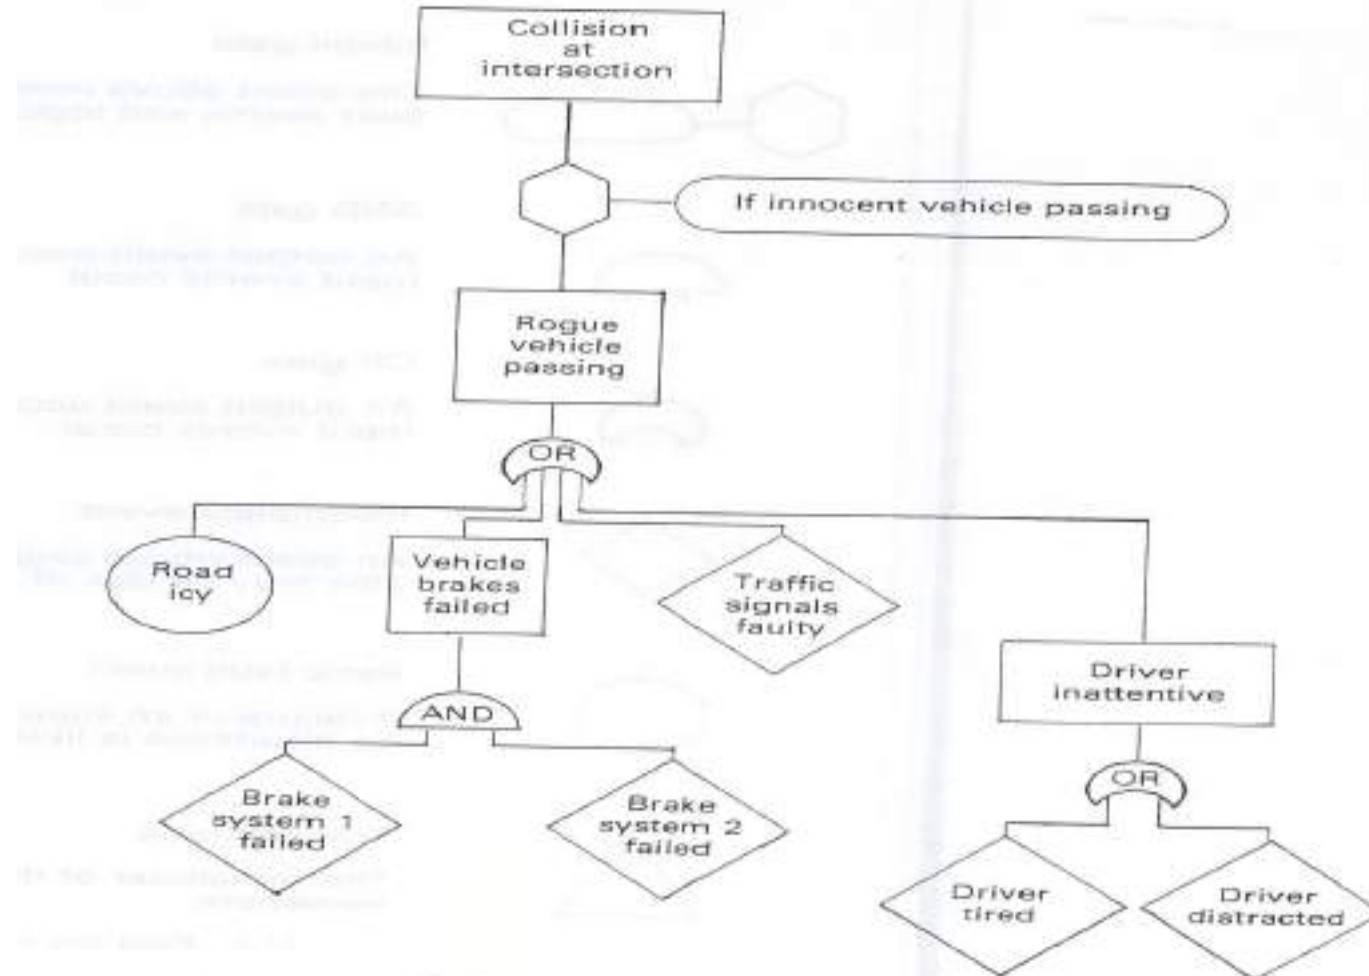 Collision
at
intersection
If innocent vehicle passing
Rogue
vehicle
passing
OR
Road
icy
Vehicle
brakes
failed
Traffic
signals
faulty
Driver
inattentive
AND
OR
Brake
system 1
failed
Brake
system 2
failed
Driver
tired
Driver
distracted